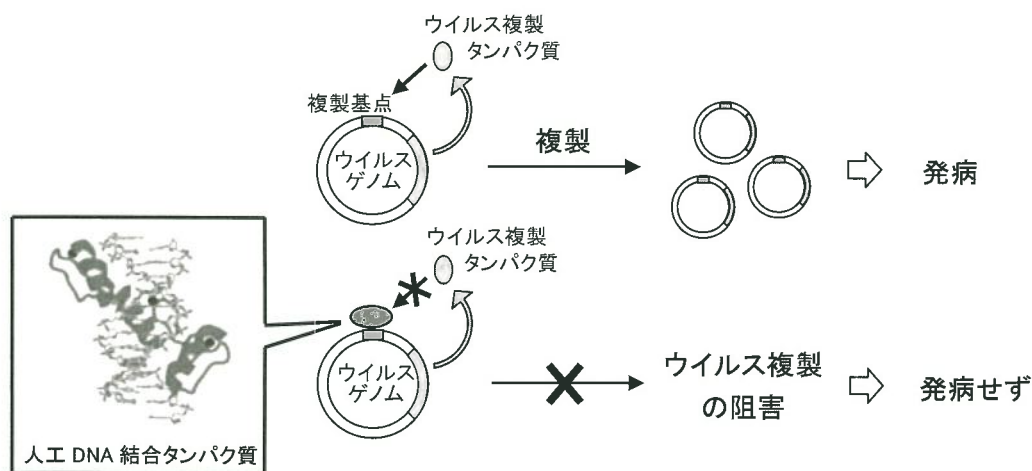 ウイルス複製
タンパク質
複製基点
ウイルス
ゲノム
複製
発病
ウイルス複製
タンパク質
ウイルス
ゲノム
ウイルス複製
の阻害
発病せず
人工 DNA 結合タンパク質